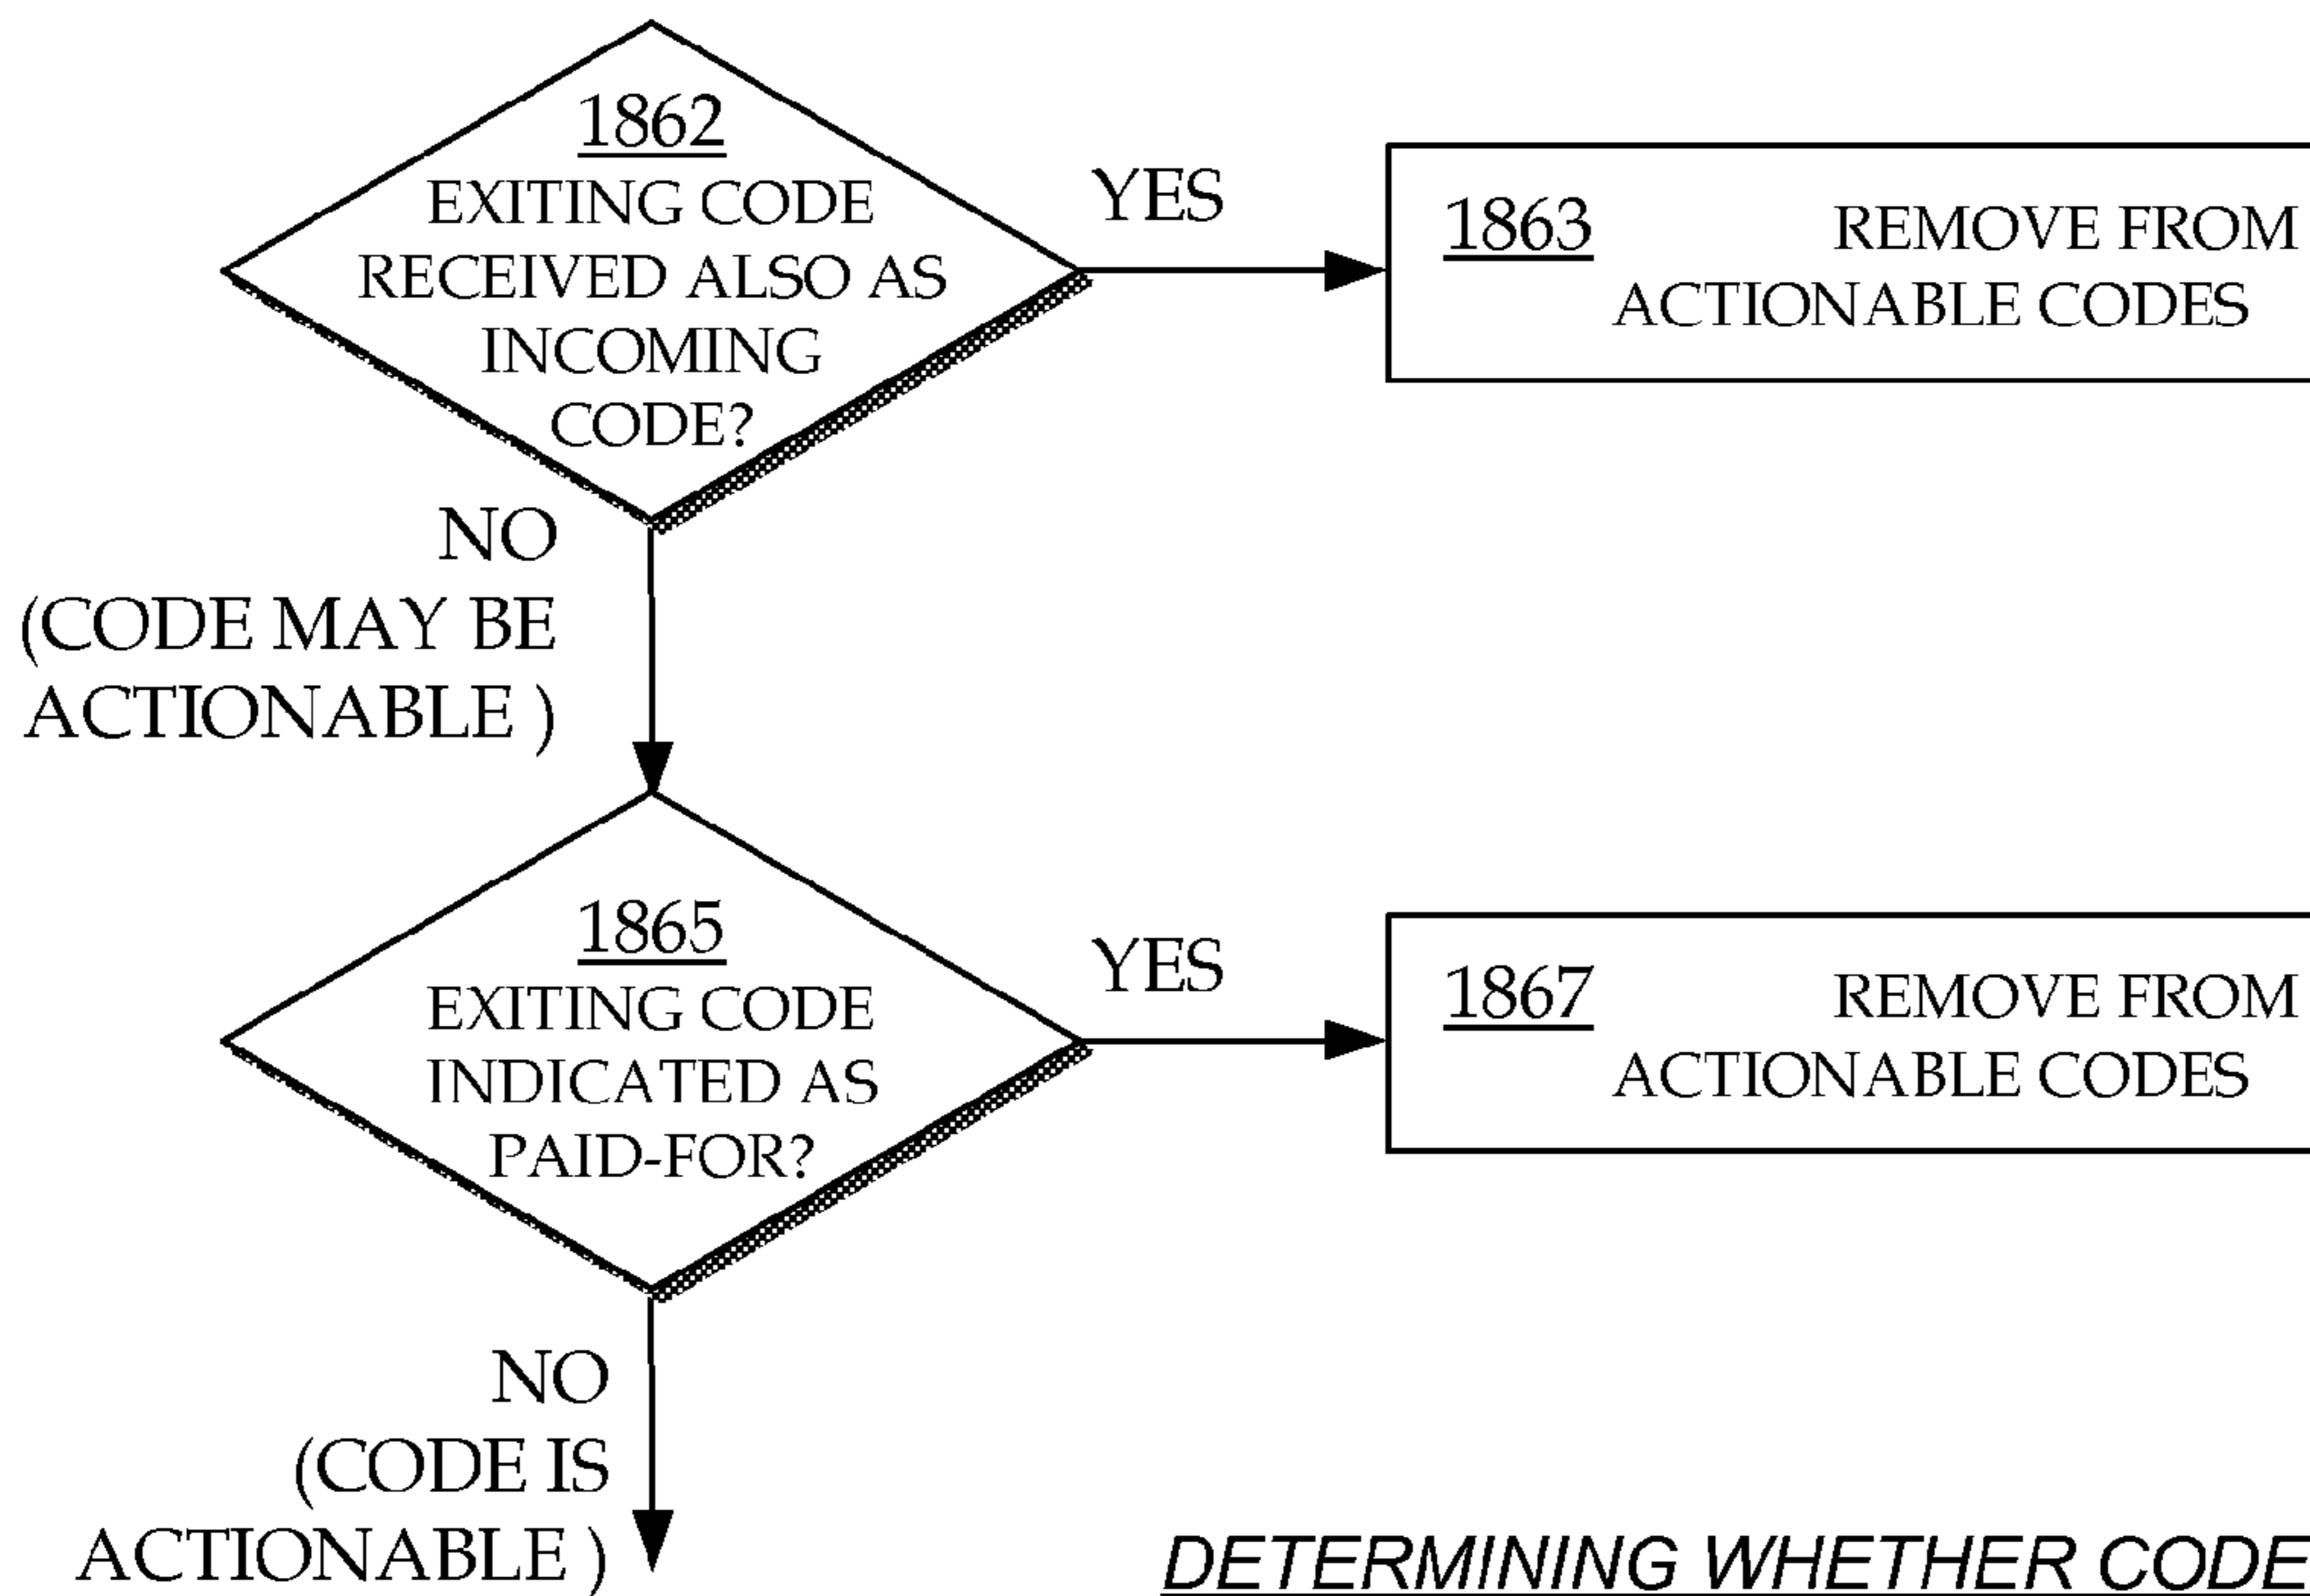 1862
EXITING CODE
RECEIVED ALSO AS
INCOMING
CODE?
YES
1863 REMOVE FROM
ACTIONABLE CODES
NO
(CODE MAY BE
ACTIONABLE )
1865
EXITING CODE
INDICATED AS
PAID-FOR?
YES
1867 REMOVE FROM
ACTIONABLE CODES
NO
(CODE IS
ACTIONABLE )
DETERMINING WHETHER CODE